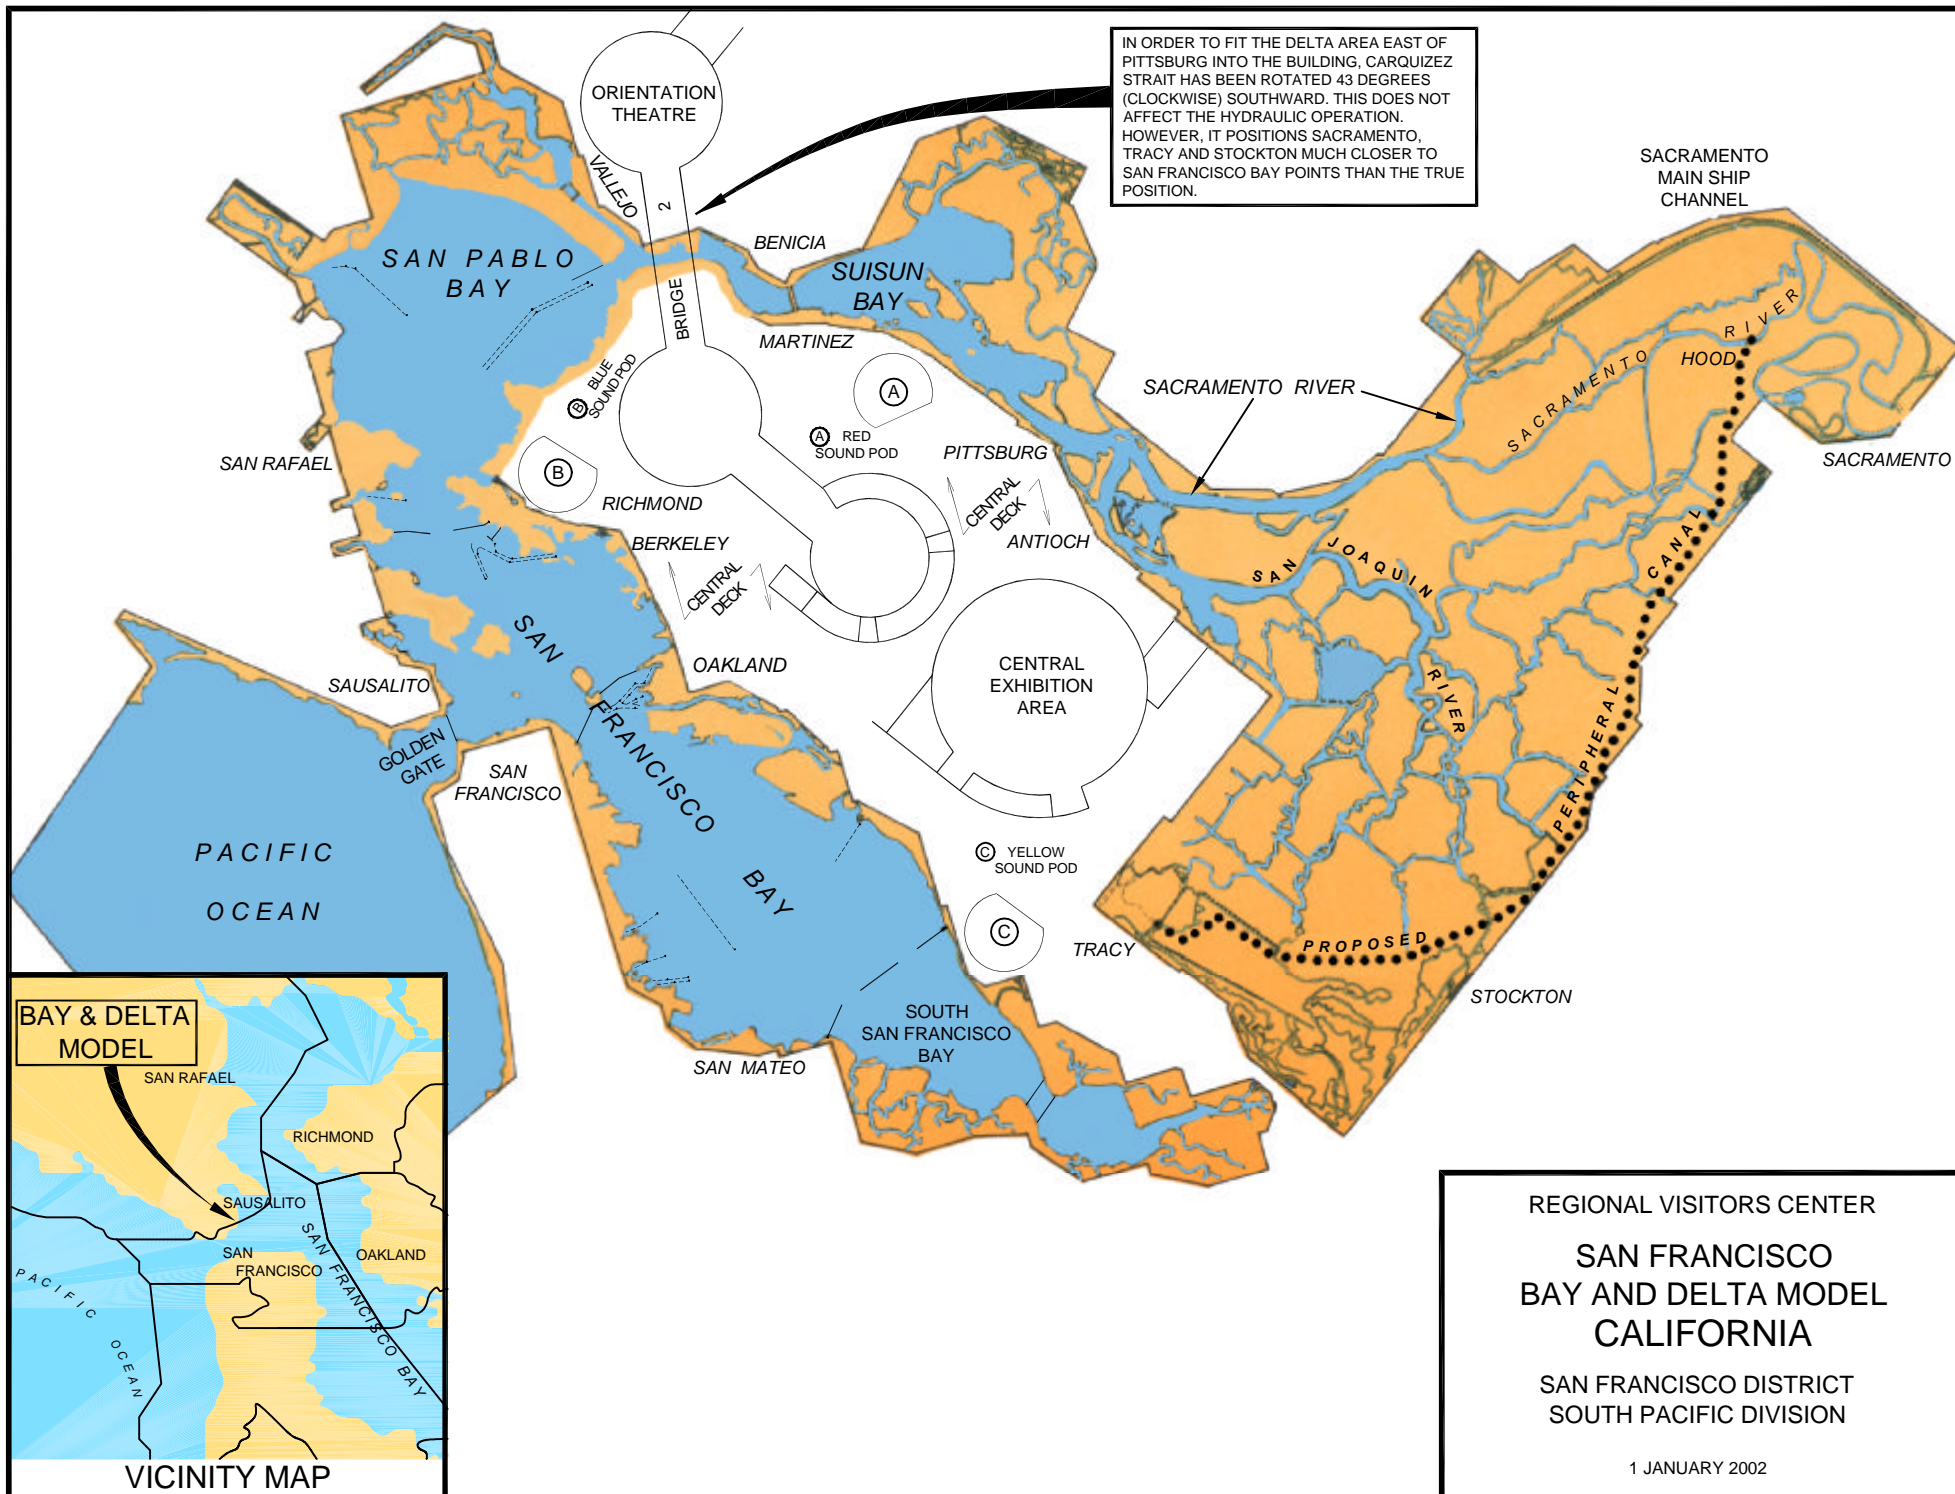 ORIENTATION
THEATRE
IN ORDER TO FIT THE DELTA AREA EAST OF
PITTSBURG INTO THE BUILDING, CARQUIZEZ
STRAIT HAS BEEN ROTATED 43 DEGREES
(CLOCKWISE) SOUTHWARD. THIS DOES NOT
AFFECT THE HYDRAULIC OPERATION.
HOWEVER, IT POSITIONS SACRAMENTO,
TRACY AND STOCKTON MUCH CLOSER TO
SAN FRANCISCO BAY POINTS THAN THE TRUE
POSITION.
SACRAMENTO
MAIN SHIP
CHANNEL
VALLEJO
2
BRIDGE
BENICIA
SAN PABLO
BAY
SUISUN
BAY
MARTINEZ
SACRAMENTO RIVER
SACRAMENTO RIVER
HOOD
BLUE
SOUND POD
B
A
A
RED
SOUND POD
B
SAN RAFAEL
RICHMOND
PITTSBURG
SACRAMENTO
CENTRAL
DECK
ANTIOCH
BERKELEY
CENTRAL
DECK
SAN JOAQUIN RIVER
PROPOSED PERIPHERAL CANAL
OAKLAND
CENTRAL
EXHIBITION
AREA
SAUSALITO
GOLDEN
GATE
SAN
FRANCISCO
SAN FRANCISCO BAY
PACIFIC
OCEAN
C YELLOW
SOUND POD
C
TRACY
STOCKTON
SOUTH
SAN FRANCISCO
BAY
SAN MATEO
BAY & DELTA
MODEL
SAN RAFAEL
RICHMOND
SAUSALITO
SAN
FRANCISCO
OAKLAND
SAN FRANCISCO BAY
PACIFIC OCEAN
VICINITY MAP
REGIONAL VISITORS CENTER
SAN FRANCISCO
BAY AND DELTA MODEL
CALIFORNIA
SAN FRANCISCO DISTRICT
SOUTH PACIFIC DIVISION
1 JANUARY 2002